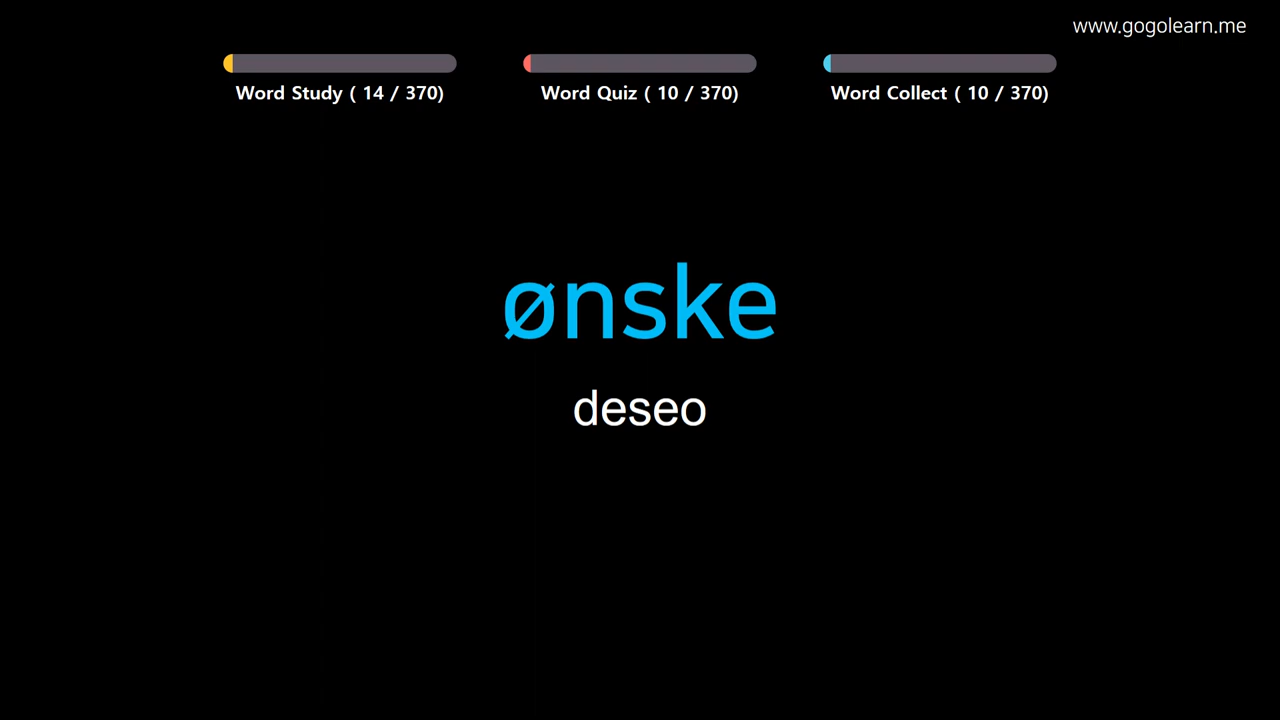 www.gogolearn.me
Word Study ( 14 / 370)
Word Quiz ( 10 / 370)
Word Collect ( 10 / 370)
ønske
deseo